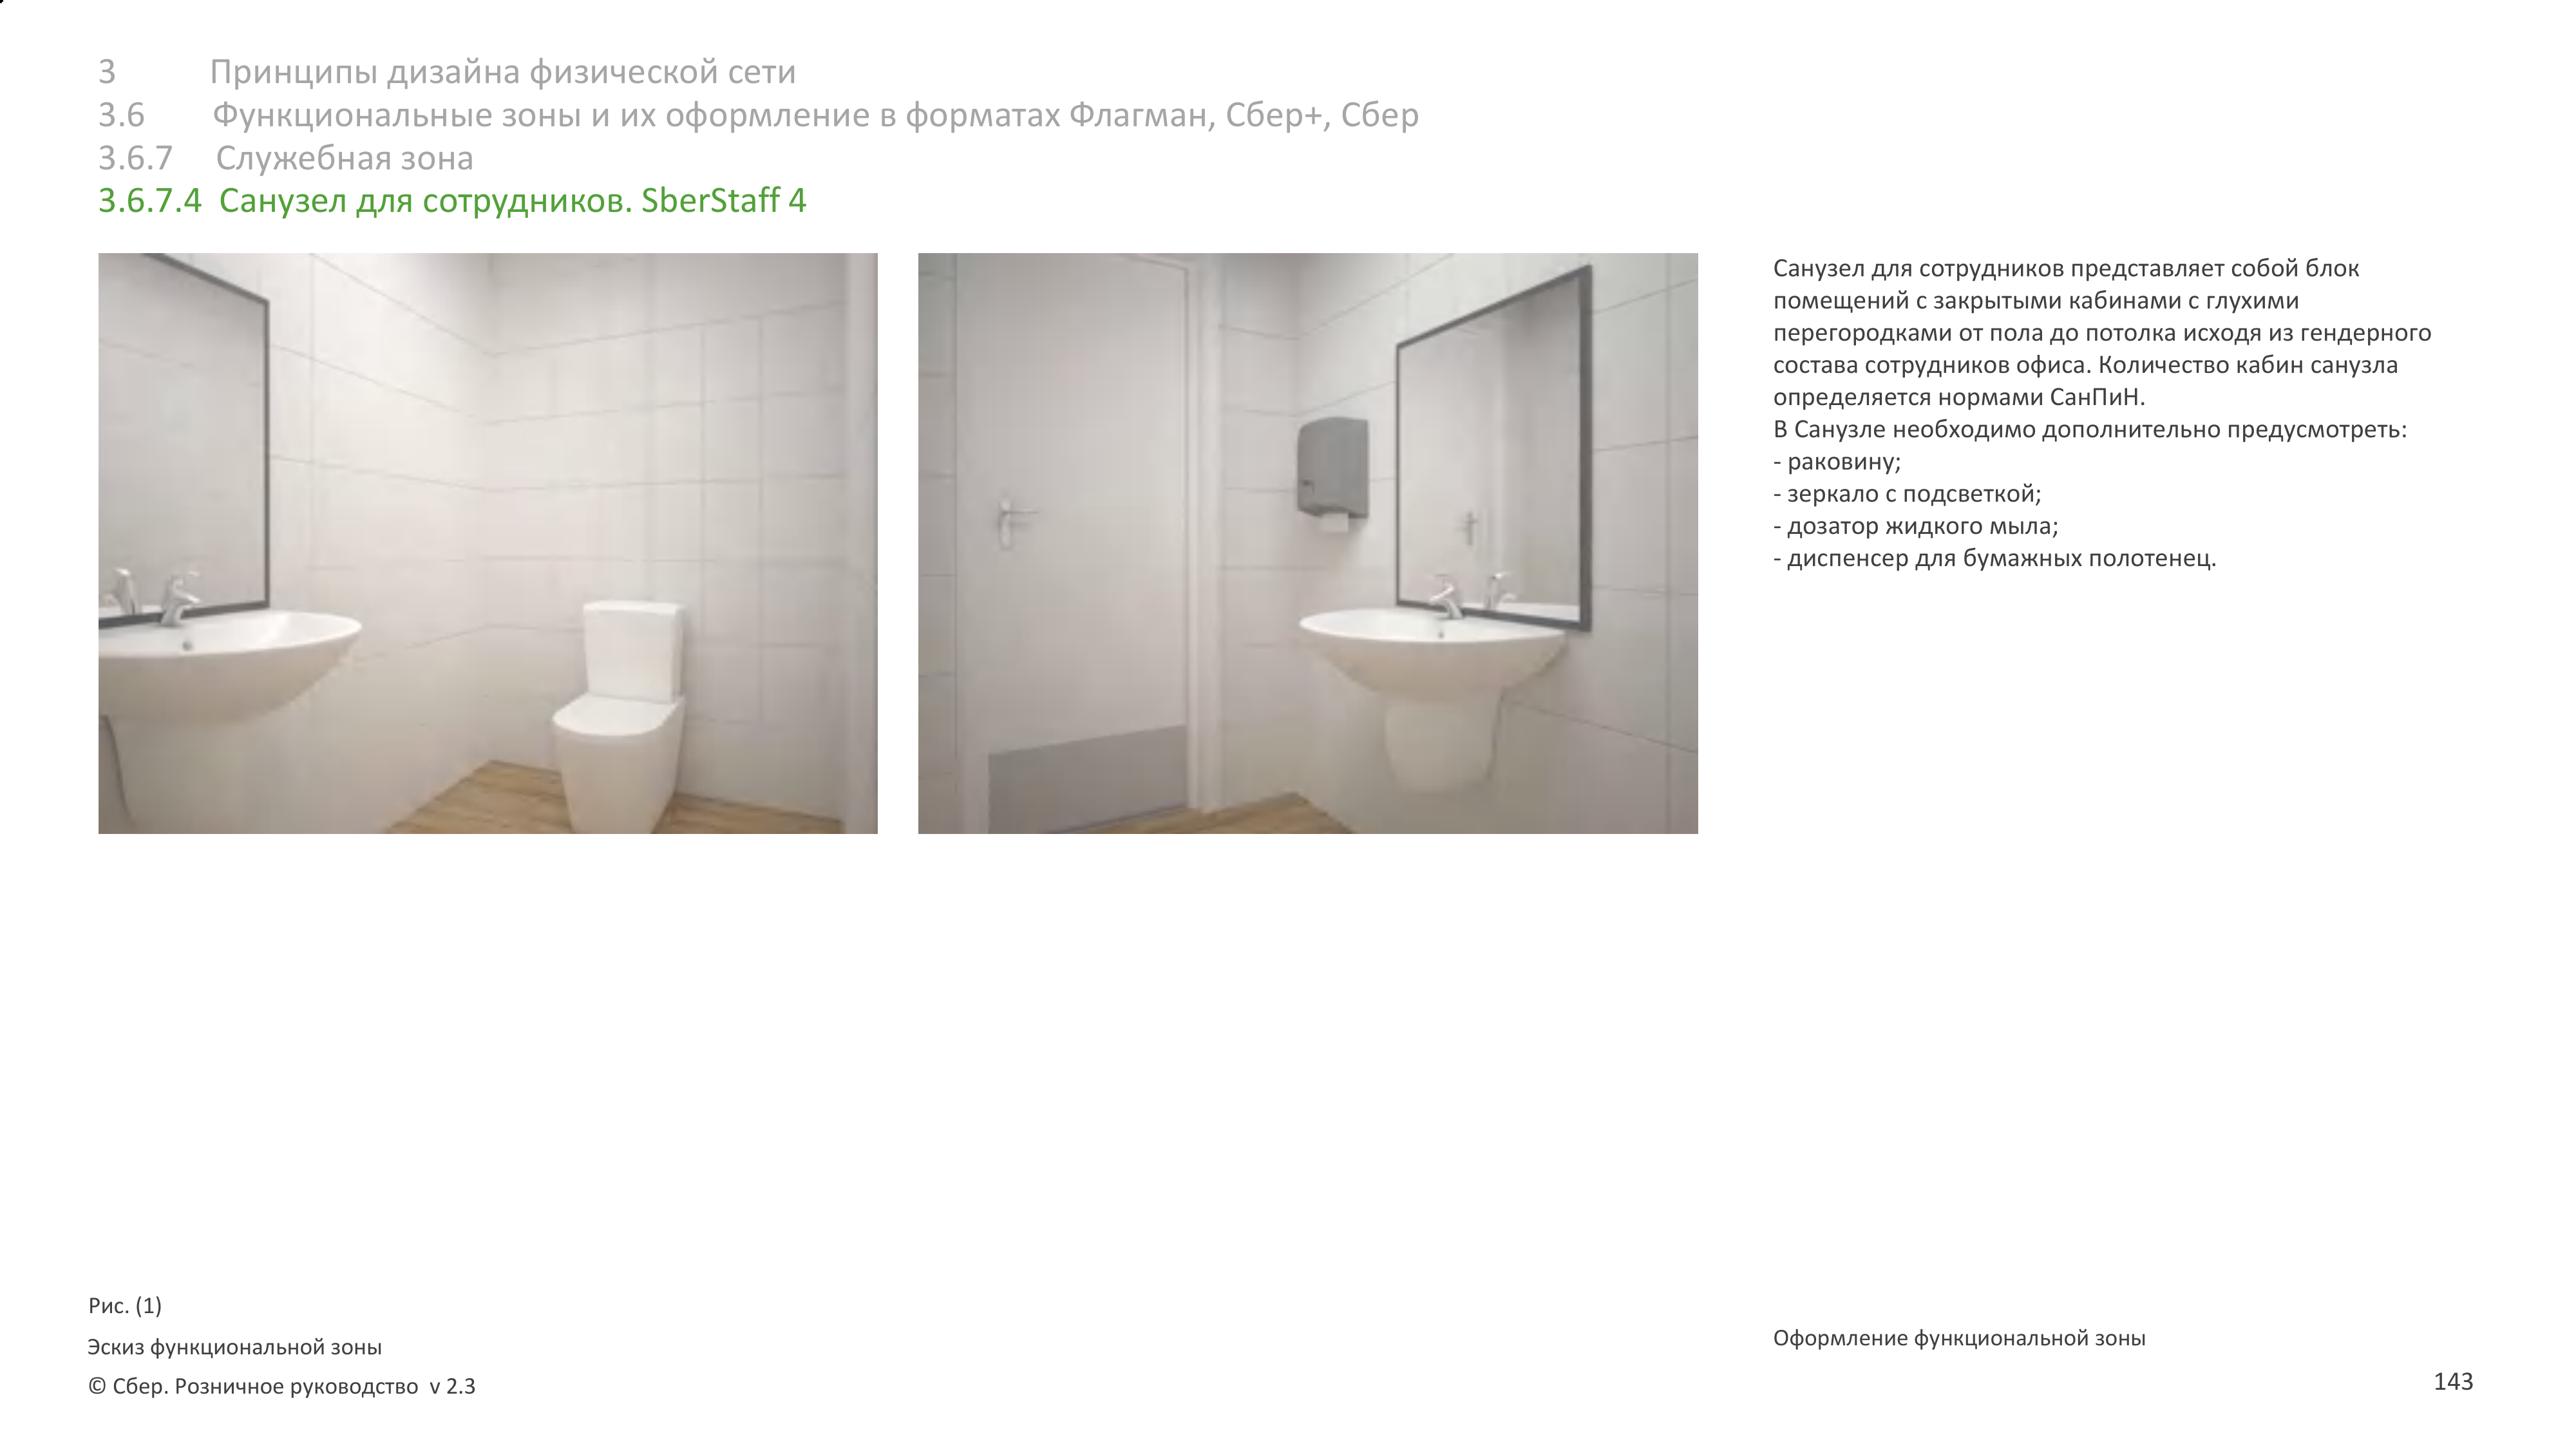 3 Принципы дизайна физической сети
3.6 Функциональные зоны и их оформление в форматах Флагман, Сбер+, Сбер
3.6.7 Служебная зона
3.6.7.4 Санузел для сотрудников. SberStaff 4
Санузел для сотрудников представляет собой блок
помещений с закрытыми кабинами с глухими
перегородками от пола до потолка исходя из гендерного
состава сотрудников офиса. Количество кабин санузла
определяется нормами СанПиН.
В Санузле необходимо дополнительно предусмотреть:
- раковину;
- зеркало с подсветкой;
- дозатор жидкого мыла;
- диспенсер для бумажных полотенец.
Рис. (1)
Эскиз функциональной зоны
© Сбер. Розничное руководство v 2.3
Оформление функциональной зоны
143